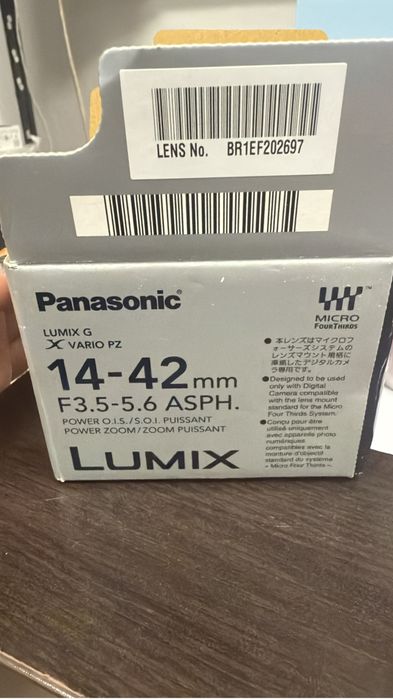 LENS No. BR1EF202697
Panasonic®
LUMIX G
X VARIO PZ
14-42mm
F3.5-5.6 ASPH.
POWER O.I.S./S.O.I. PUISSANT
POWER ZOOM/ZOOM PUISSANT
LUMIX
TM
MICRO
FOUR THIRDS
● 本レンズはマイクロフ
ォーサーズシステムの
レンズマウント規格に
準拠したデジタルカメ
ラ専用です。
● Designed to be used
only with Digital
Camera compatible
with the lens mount
standard for the Micro
Four Thirds System.
● Conçu pour être
utilisé uniquement
avec appareils photo
numériques
compatibles avec la
monture d'objectif
standard du système
« Micro Four Thirds ».